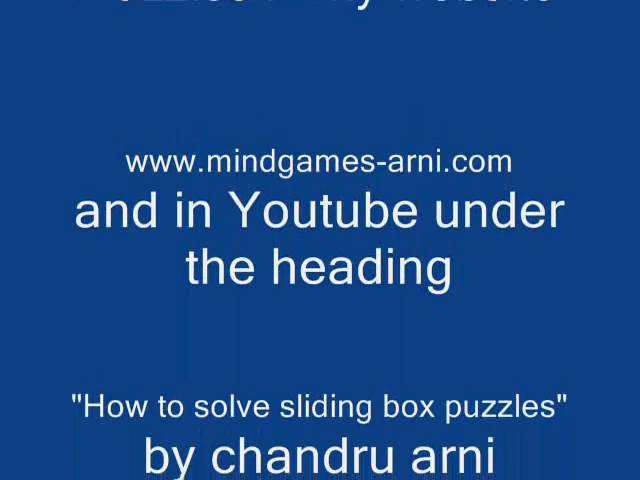 www.mindgames-arni.com
and in Youtube under
the heading
"How to solve sliding box puzzles"
by chandru arni